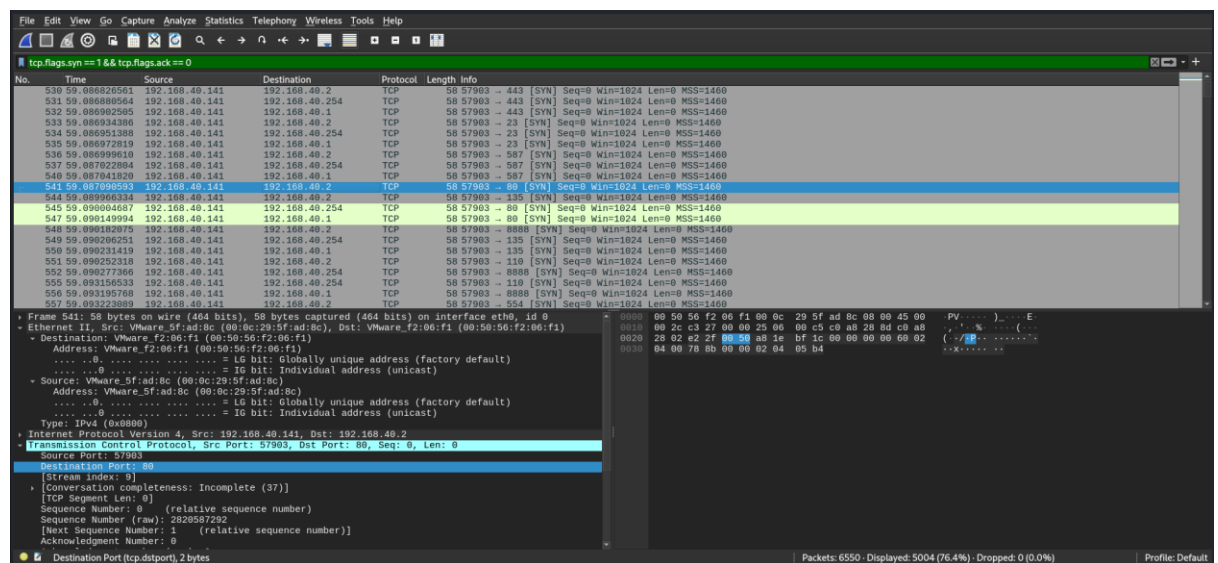 File Edit View Go Capture Analyze Statistics Telephony Wireless Tools Help
tcp.flags.syn == 1 && tcp.flags.ack == 0
No. Time Source Destination Protocol Length Info
530 59.086826561 192.168.40.141 192.168.40.2 TCP 58 57903 → 443 [SYN] Seq=0 Win=1024 Len=0 MSS=1460
531 59.086880564 192.168.40.141 192.168.40.254 TCP 58 57903 → 443 [SYN] Seq=0 Win=1024 Len=0 MSS=1460
532 59.086902505 192.168.40.141 192.168.40.1 TCP 58 57903 → 443 [SYN] Seq=0 Win=1024 Len=0 MSS=1460
533 59.086934386 192.168.40.141 192.168.40.2 TCP 58 57903 → 23 [SYN] Seq=0 Win=1024 Len=0 MSS=1460
534 59.086951388 192.168.40.141 192.168.40.254 TCP 58 57903 → 23 [SYN] Seq=0 Win=1024 Len=0 MSS=1460
535 59.086972819 192.168.40.141 192.168.40.1 TCP 58 57903 → 23 [SYN] Seq=0 Win=1024 Len=0 MSS=1460
536 59.086999610 192.168.40.141 192.168.40.2 TCP 58 57903 → 587 [SYN] Seq=0 Win=1024 Len=0 MSS=1460
537 59.087022804 192.168.40.141 192.168.40.254 TCP 58 57903 → 587 [SYN] Seq=0 Win=1024 Len=0 MSS=1460
540 59.087041820 192.168.40.141 192.168.40.1 TCP 58 57903 → 587 [SYN] Seq=0 Win=1024 Len=0 MSS=1460
541 59.087090593 192.168.40.141 192.168.40.2 TCP 58 57903 → 80 [SYN] Seq=0 Win=1024 Len=0 MSS=1460
544 59.089966334 192.168.40.141 192.168.40.2 TCP 58 57903 → 135 [SYN] Seq=0 Win=1024 Len=0 MSS=1460
545 59.090004687 192.168.40.141 192.168.40.254 TCP 58 57903 → 80 [SYN] Seq=0 Win=1024 Len=0 MSS=1460
547 59.090149994 192.168.40.141 192.168.40.1 TCP 58 57903 → 80 [SYN] Seq=0 Win=1024 Len=0 MSS=1460
548 59.090182075 192.168.40.141 192.168.40.2 TCP 58 57903 → 8888 [SYN] Seq=0 Win=1024 Len=0 MSS=1460
549 59.090206251 192.168.40.141 192.168.40.254 TCP 58 57903 → 135 [SYN] Seq=0 Win=1024 Len=0 MSS=1460
550 59.090231419 192.168.40.141 192.168.40.1 TCP 58 57903 → 135 [SYN] Seq=0 Win=1024 Len=0 MSS=1460
551 59.090252318 192.168.40.141 192.168.40.2 TCP 58 57903 → 110 [SYN] Seq=0 Win=1024 Len=0 MSS=1460
552 59.090277366 192.168.40.141 192.168.40.254 TCP 58 57903 → 8888 [SYN] Seq=0 Win=1024 Len=0 MSS=1460
555 59.093156533 192.168.40.141 192.168.40.254 TCP 58 57903 → 110 [SYN] Seq=0 Win=1024 Len=0 MSS=1460
556 59.093195768 192.168.40.141 192.168.40.1 TCP 58 57903 → 8888 [SYN] Seq=0 Win=1024 Len=0 MSS=1460
557 59.093223089 192.168.40.141 192.168.40.2 TCP 58 57903 → 554 [SYN] Seq=0 Win=1024 Len=0 MSS=1460
Frame 541: 58 bytes on wire (464 bits), 58 bytes captured (464 bits) on interface eth0, id 0
Ethernet II, Src: VMware_5f:ad:8c (00:0c:29:5f:ad:8c), Dst: VMware_f2:06:f1 (00:50:56:f2:06:f1)
Destination: VMware_f2:06:f1 (00:50:56:f2:06:f1)
Address: VMware_f2:06:f1 (00:50:56:f2:06:f1)
.... ..0. .... .... .... .... = LG bit: Globally unique address (factory default)
.... ...0 .... .... .... .... = IG bit: Individual address (unicast)
Source: VMware_5f:ad:8c (00:0c:29:5f:ad:8c)
Address: VMware_5f:ad:8c (00:0c:29:5f:ad:8c)
.... ..0. .... .... .... .... = LG bit: Globally unique address (factory default)
.... ...0 .... .... .... .... = IG bit: Individual address (unicast)
Type: IPv4 (0x0800)
Internet Protocol Version 4, Src: 192.168.40.141, Dst: 192.168.40.2
Transmission Control Protocol, Src Port: 57903, Dst Port: 80, Seq: 0, Len: 0
Source Port: 57903
Destination Port: 80
[Stream index: 9]
[Conversation completeness: Incomplete (37)]
[TCP Segment Len: 0]
Sequence Number: 0 (relative sequence number)
Sequence Number (raw): 2820587292
[Next Sequence Number: 1 (relative sequence number)]
Acknowledgment Number: 0
0000 00 50 56 f2 06 f1 00 0c 29 5f ad 8c 08 00 45 00 ·PV····· )_····E·
0010 00 2c c3 27 00 00 25 06 00 c5 c0 a8 28 8d c0 a8 ·,·'··%· ····(···
0020 28 02 e2 2f 00 50 a8 1e bf 1c 00 00 00 00 60 02 (··/·P·· ······`·
0030 04 00 78 8b 00 00 02 04 05 b4 ··x····· ··
Destination Port (tcp.dstport), 2 bytes
Packets: 6550 · Displayed: 5004 (76.4%) · Dropped: 0 (0.0%)
Profile: Default